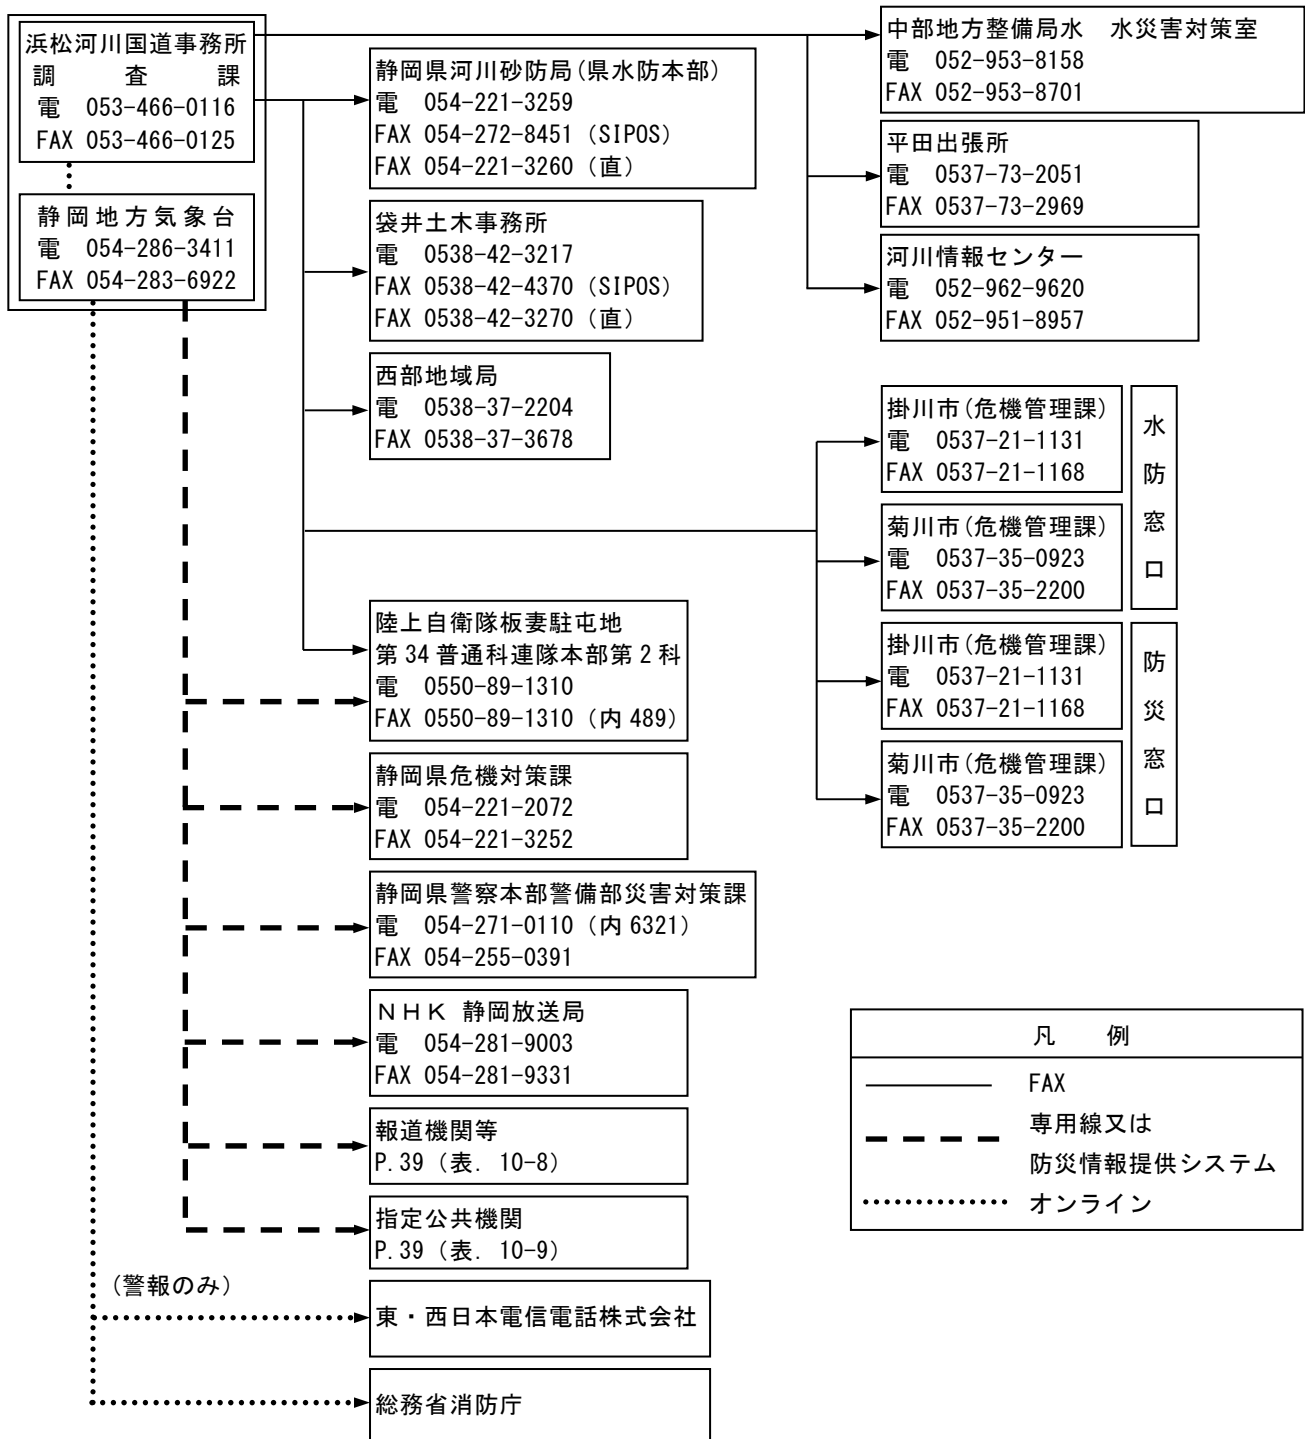 浜松河川国道事務所
調　査　課
電　053-466-0116
FAX 053-466-0125
静岡地方気象台
電　054-286-3411
FAX 054-283-6922
静岡県河川砂防局(県水防本部)
電　054-221-3259
FAX 054-272-8451 (SIPOS)
FAX 054-221-3260 (直)
袋井土木事務所
電　0538-42-3217
FAX 0538-42-4370 (SIPOS)
FAX 0538-42-3270 (直)
西部地域局
電　0538-37-2204
FAX 0538-37-3678
陸上自衛隊板妻駐屯地
第34普通科連隊本部第2科
電　0550-89-1310
FAX 0550-89-1310 (内489)
静岡県危機対策課
電　054-221-2072
FAX 054-221-3252
静岡県警察本部警備部災害対策課
電　054-271-0110 (内6321)
FAX 054-255-0391
ＮＨＫ 静岡放送局
電　054-281-9003
FAX 054-281-9331
報道機関等
P.39 (表. 10-8)
指定公共機関
P.39 (表. 10-9)
(警報のみ)
東・西日本電信電話株式会社
総務省消防庁
中部地方整備局水　水災害対策室
電　052-953-8158
FAX 052-953-8701
平田出張所
電　0537-73-2051
FAX 0537-73-2969
河川情報センター
電　052-962-9620
FAX 052-951-8957
掛川市(危機管理課)
電　0537-21-1131
FAX 0537-21-1168
菊川市(危機管理課)
電　0537-35-0923
FAX 0537-35-2200
水防窓口
掛川市(危機管理課)
電　0537-21-1131
FAX 0537-21-1168
菊川市(危機管理課)
電　0537-35-0923
FAX 0537-35-2200
防災窓口
凡　例
FAX
専用線又は
防災情報提供システム
オンライン